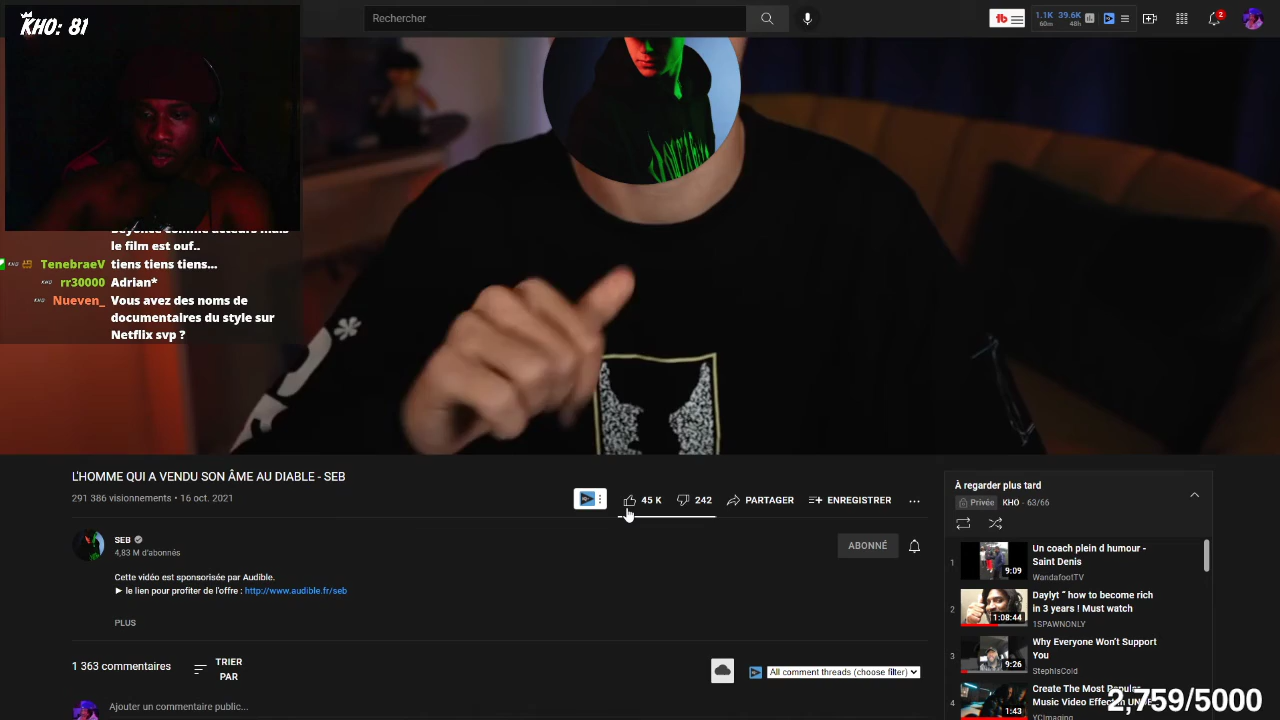 KHO: 81
Rechercher
1.1K 39.6K
60m 48h
2
le film est ouf..
TenebraeV tiens tiens tiens...
rr30000 Adrian*
Nueven_ Vous avez des noms de
documentaires du style sur
Netflix svp ?
L'HOMME QUI A VENDU SON ÂME AU DIABLE - SEB
291 386 visionnements • 16 oct. 2021
45 K
242
PARTAGER
ENREGISTRER
SEB
4,83 M d'abonnés
ABONNÉ
Cette vidéo est sponsorisée par Audible.
► le lien pour profiter de l'offre : http://www.audible.fr/seb
PLUS
1 363 commentaires
TRIER
PAR
All comment threads (choose filter)
Ajouter un commentaire public...
À regarder plus tard
Privée KHO - 63/66
1
9:09
Un coach plein d humour -
Saint Denis
WandafootTV
2
1:08:44
Daylyt " how to become rich
in 3 years ! Must watch
1SPAWNONLY
3
9:26
Why Everyone Won't Support
You
StephIsCold
4
1:43
Create The Most Popular
Music Video Effect in
YCImaging
2,759/5000